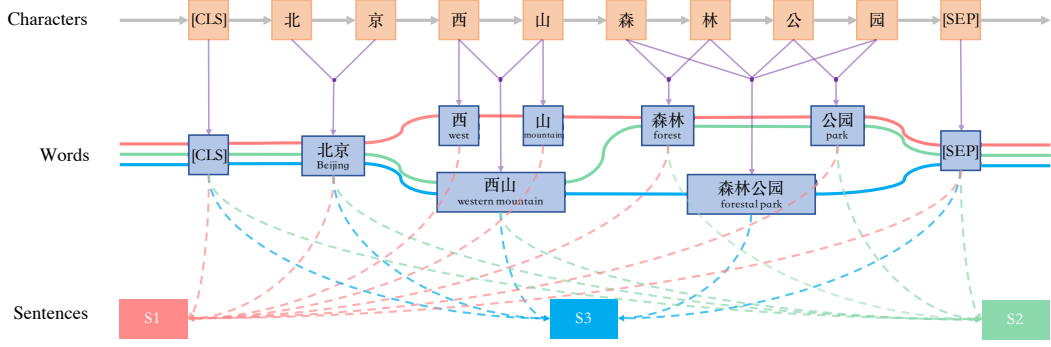 Characters [CLS] 北 京 西 山 森 林 公 园 [SEP]
西 山 森林 公园
west mountain forest park
Words [CLS] 北京 [SEP]
Beijing
西山 森林公园
western mountain forestal park
Sentences S1 S3 S2